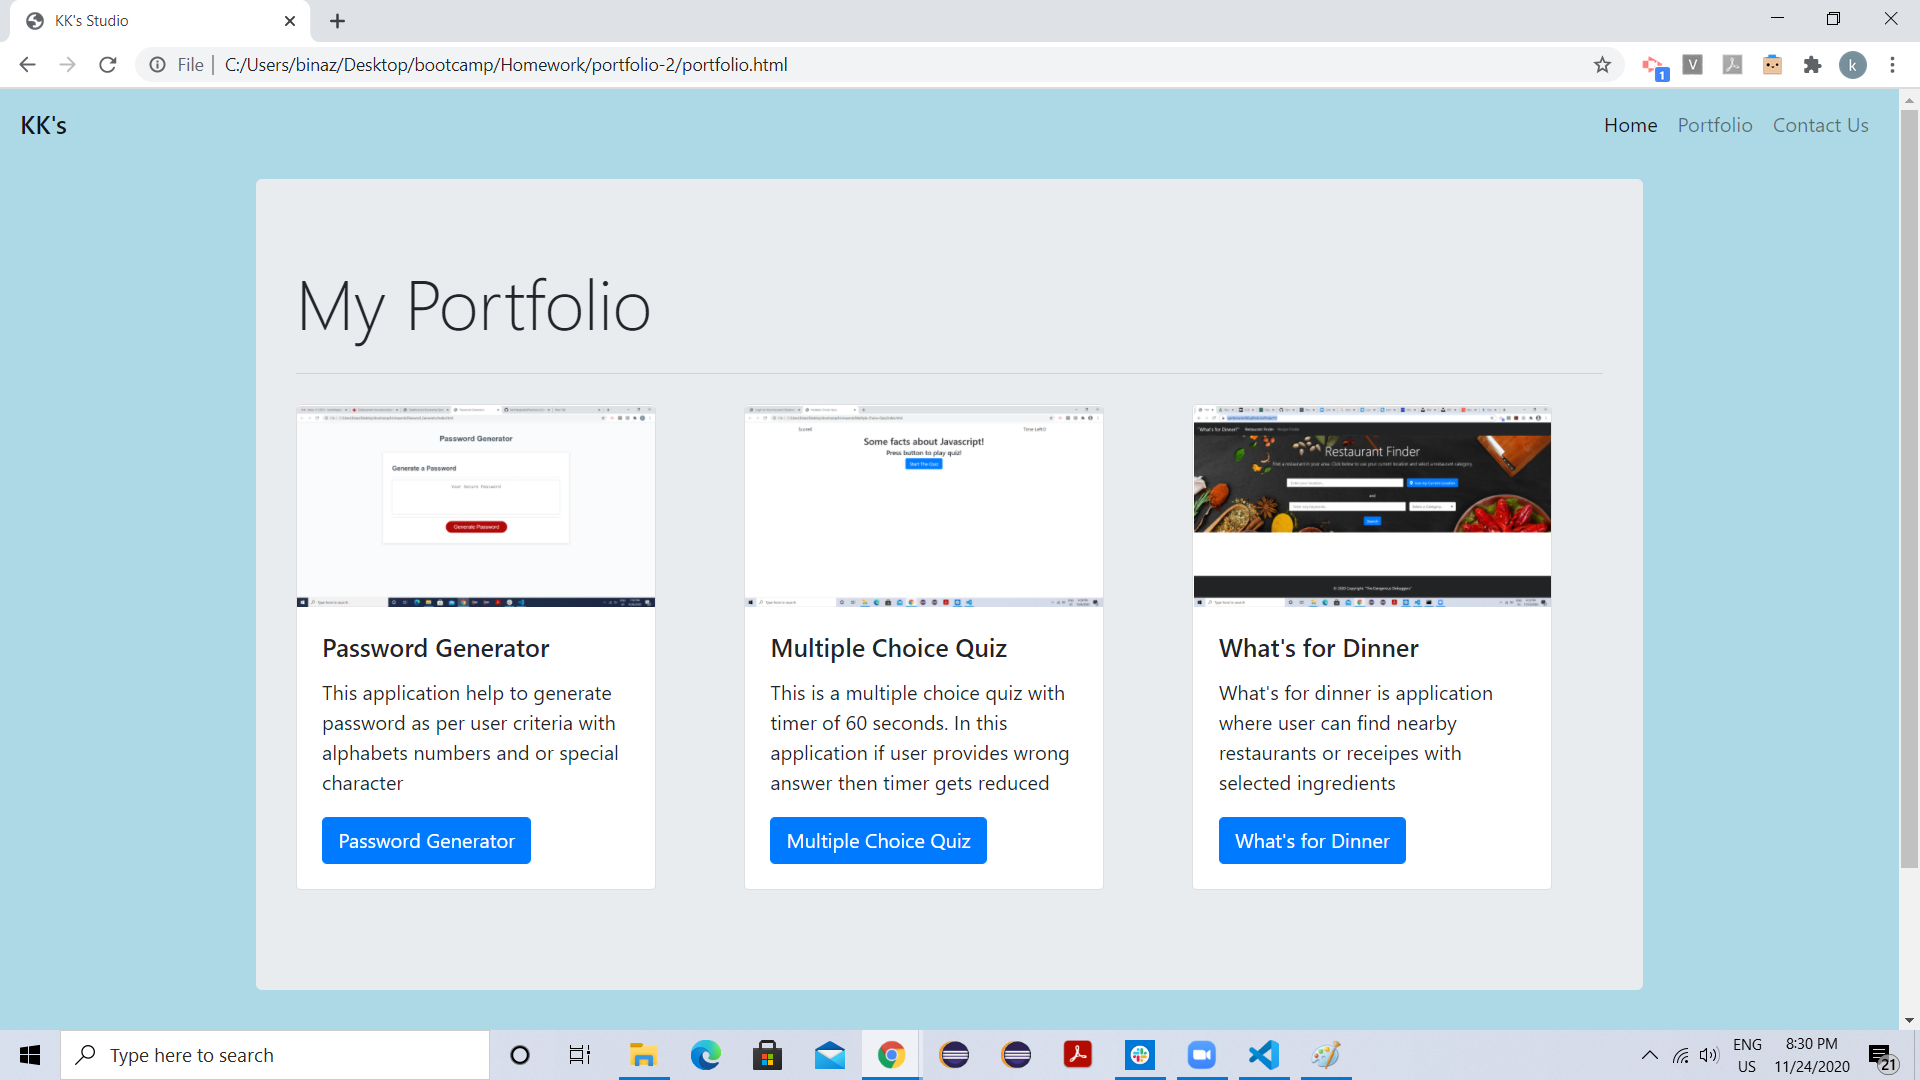 KK's Studio
File | C:/Users/binaz/Desktop/bootcamp/Homework/portfolio-2/portfolio.html
1
V
k
KK's
Home Portfolio Contact Us
My Portfolio
Password Generator
Generate a Password
Your Secure Password
Generate Password
Some facts about Javascript!
Press button to play quiz!
Start The Quiz
Restaurant Finder
Password Generator
This application help to generate
password as per user criteria with
alphabets numbers and or special
character
Password Generator
Multiple Choice Quiz
This is a multiple choice quiz with
timer of 60 seconds. In this
application if user provides wrong
answer then timer gets reduced
Multiple Choice Quiz
What's for Dinner
What's for dinner is application
where user can find nearby
restaurants or receipes with
selected ingredients
What's for Dinner
Type here to search
ENG
US
8:30 PM
11/24/2020
21